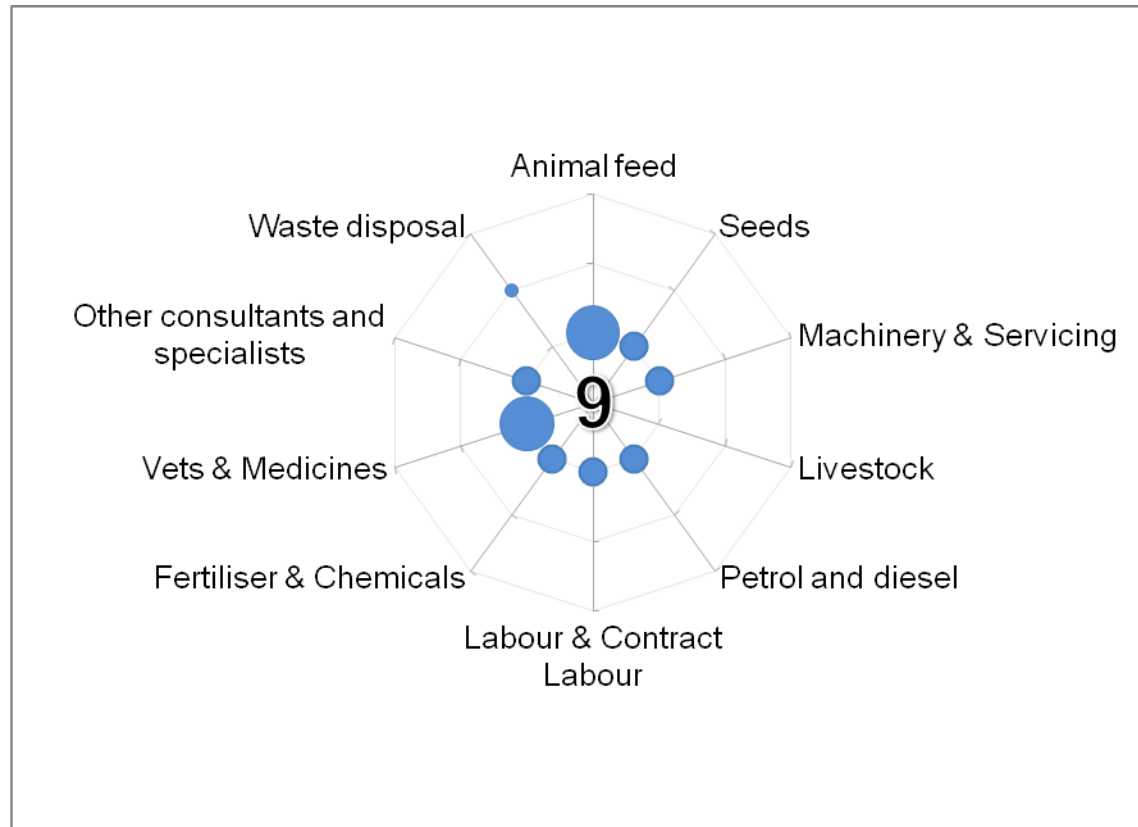 Animal feed
Waste disposal
Seeds
Other consultants and
specialists
Machinery & Servicing
9
Vets & Medicines
Livestock
Fertiliser & Chemicals
Petrol and diesel
Labour & Contract
Labour